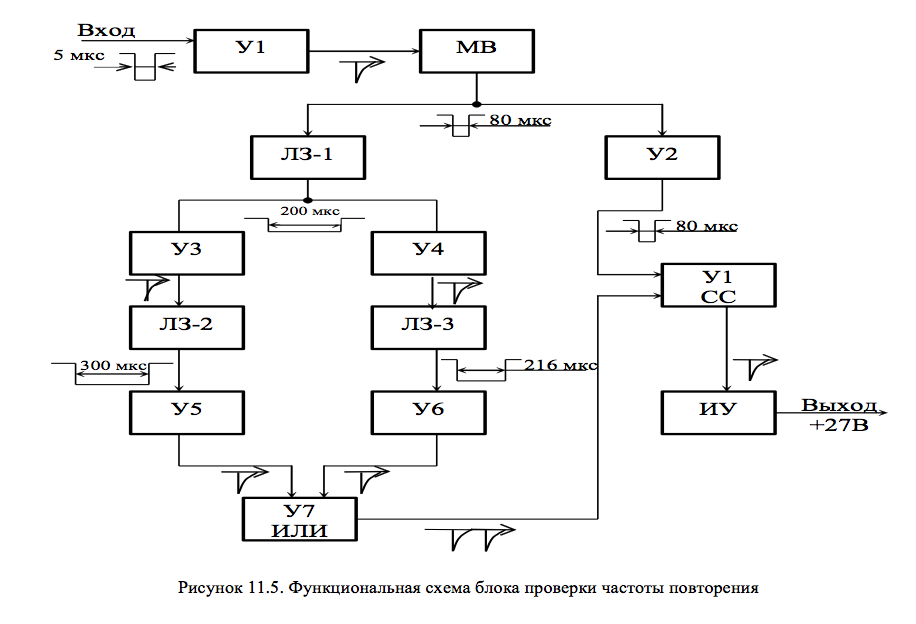 Вход
5 мкс
У1
МВ
80 мкс
ЛЗ-1
У2
200 мкс
80 мкс
У3
У4
У1
СС
ЛЗ-2
ЛЗ-3
300 мкс
216 мкс
У5
У6
ИУ
Выход
+27В
У7
ИЛИ
Рисунок 11.5. Функциональная схема блока проверки частоты повторения